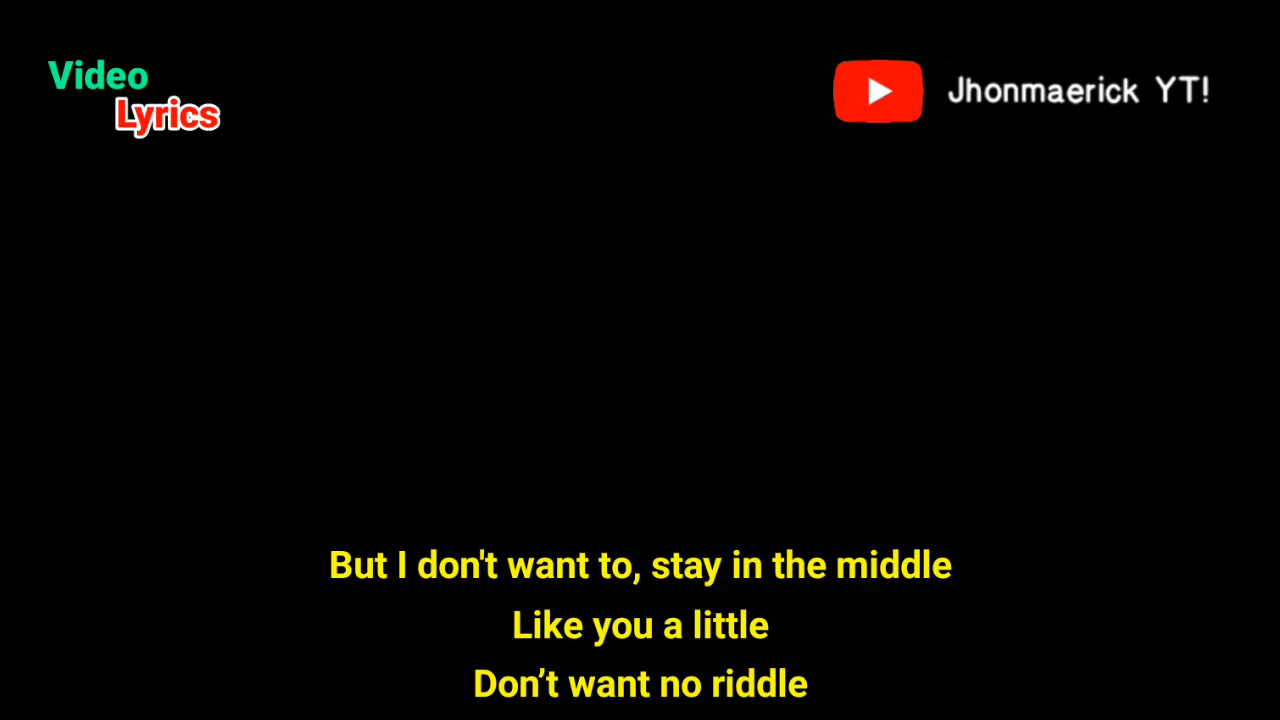 Video
Lyrics
Jhonmaerick YT!
But I don't want to, stay in the middle
Like you a little
Don’t want no riddle